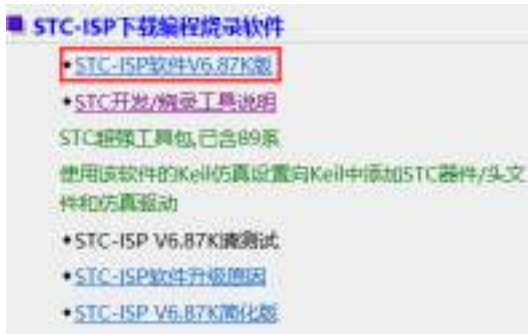 STC-ISP下载编程烧录软件
STC-ISP软件V6.87K版
STC开发/烧录工具说明
STC超强工具包,已含89系
使用该软件的Keil仿真设置向Keil中添加STC器件/头文
件和仿真驱动
STC-ISP V6.87K请测试
STC-ISP软件升级原因
STC-ISP V6.87K简化版